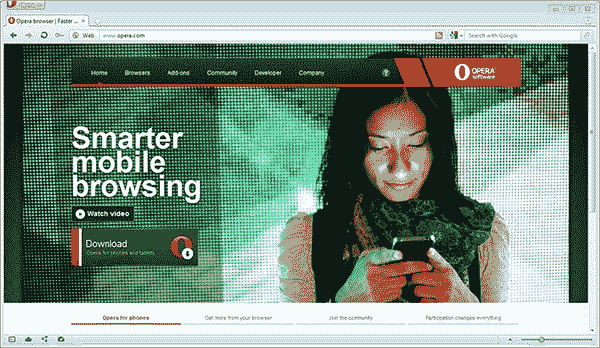 Opera
Opera browser | Faster ...
Web
www.opera.com
Search with Google
Home Browsers Add-ons Community Developer Company ?
OPERA
software
Smarter
mobile
browsing
Watch video
Download
Opera for phones and tablets
Opera for phones Get more from your browser Join the community Participation changes everything